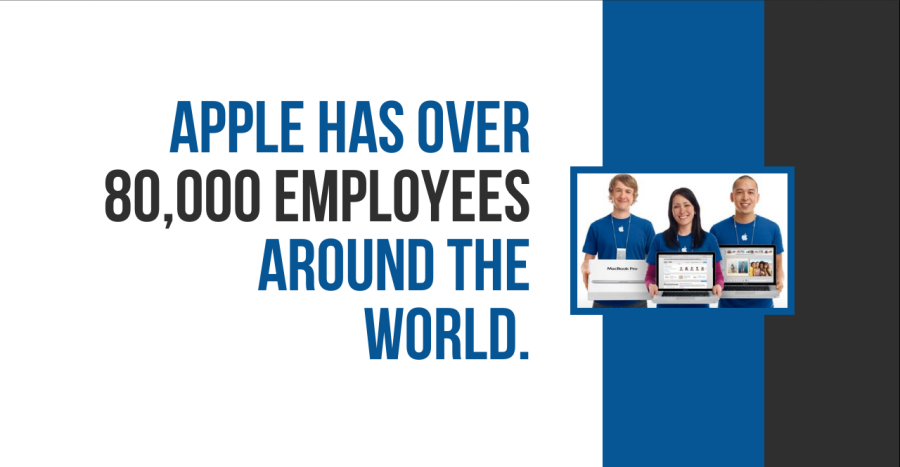 APPLE HAS OVER
80,000 EMPLOYEES
AROUND THE
WORLD.
MacBook Pro